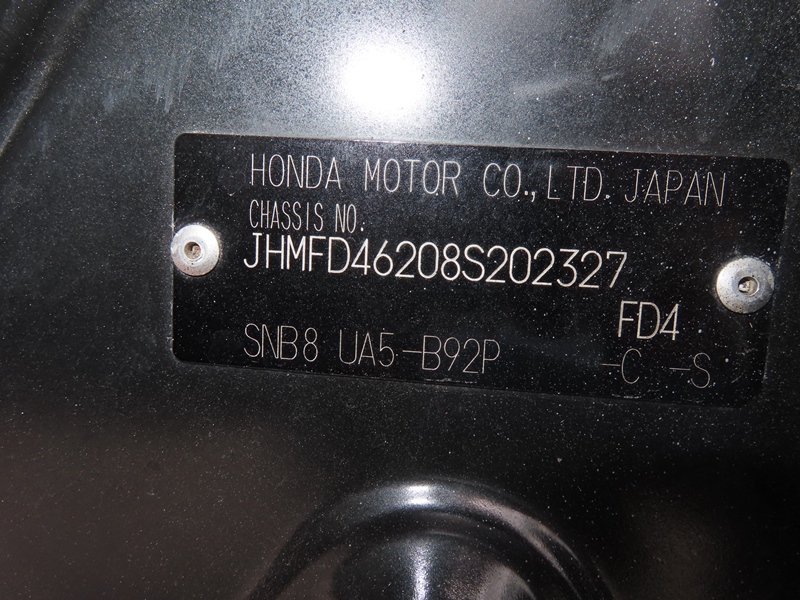 HONDA MOTOR CO.,LTD. JAPAN
CHASSIS NO.
JHMFD46208S202327
FD4
SNB8 UA5-B92P -C -S